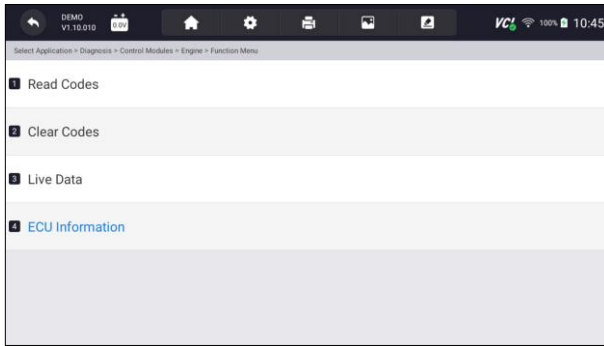 DEMO
V1.10.010
0.0V
VCI
100%
10:45
Select Application > Diagnosis > Control Modules > Engine > Function Menu
1 Read Codes
2 Clear Codes
3 Live Data
4 ECU Information